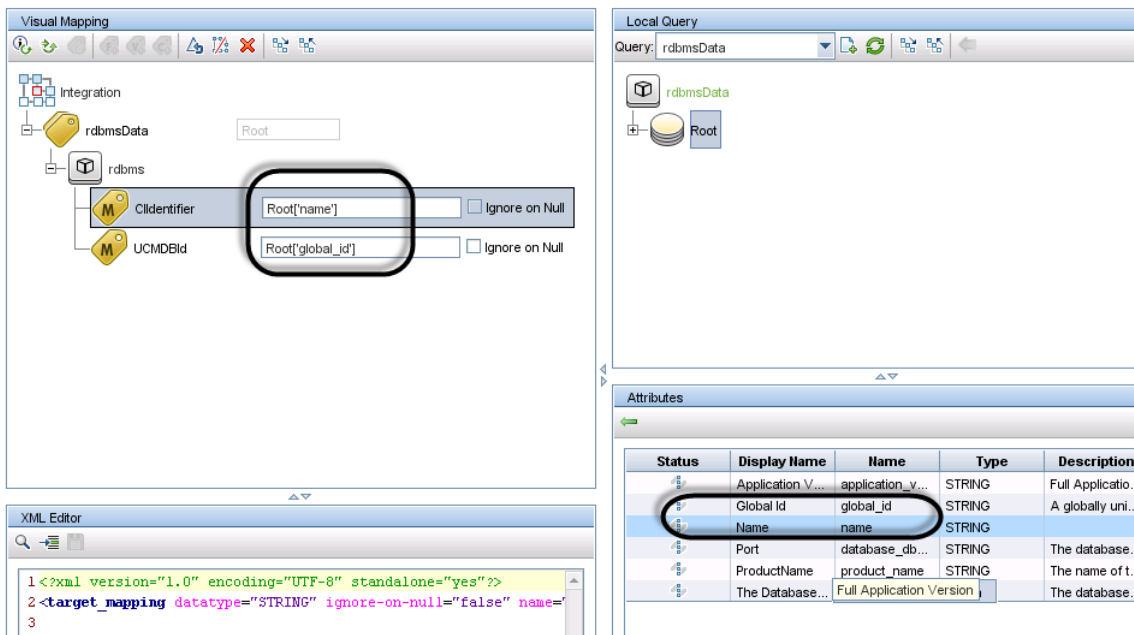 Visual Mapping
Integration
rdbmsData
Root
rdbms
CIIdentifier
Root['name']
Ignore on Null
UCMDBId
Root['global_id']
Ignore on Null
XML Editor
1 <?xml version="1.0" encoding="UTF-8" standalone="yes"?>
2 <target_mapping datatype="STRING" ignore-on-null="false" name="
3
Local Query
Query: rdbmsData
rdbmsData
Root
Attributes
Status Display Name Name Type Description
Application V... application_v... STRING Full Applicatio.
Global Id global_id STRING A globally uni...
Name name STRING
Port database_db... STRING The database.
ProductName product_name STRING The name of t.
The Database... Full Application Version The database.